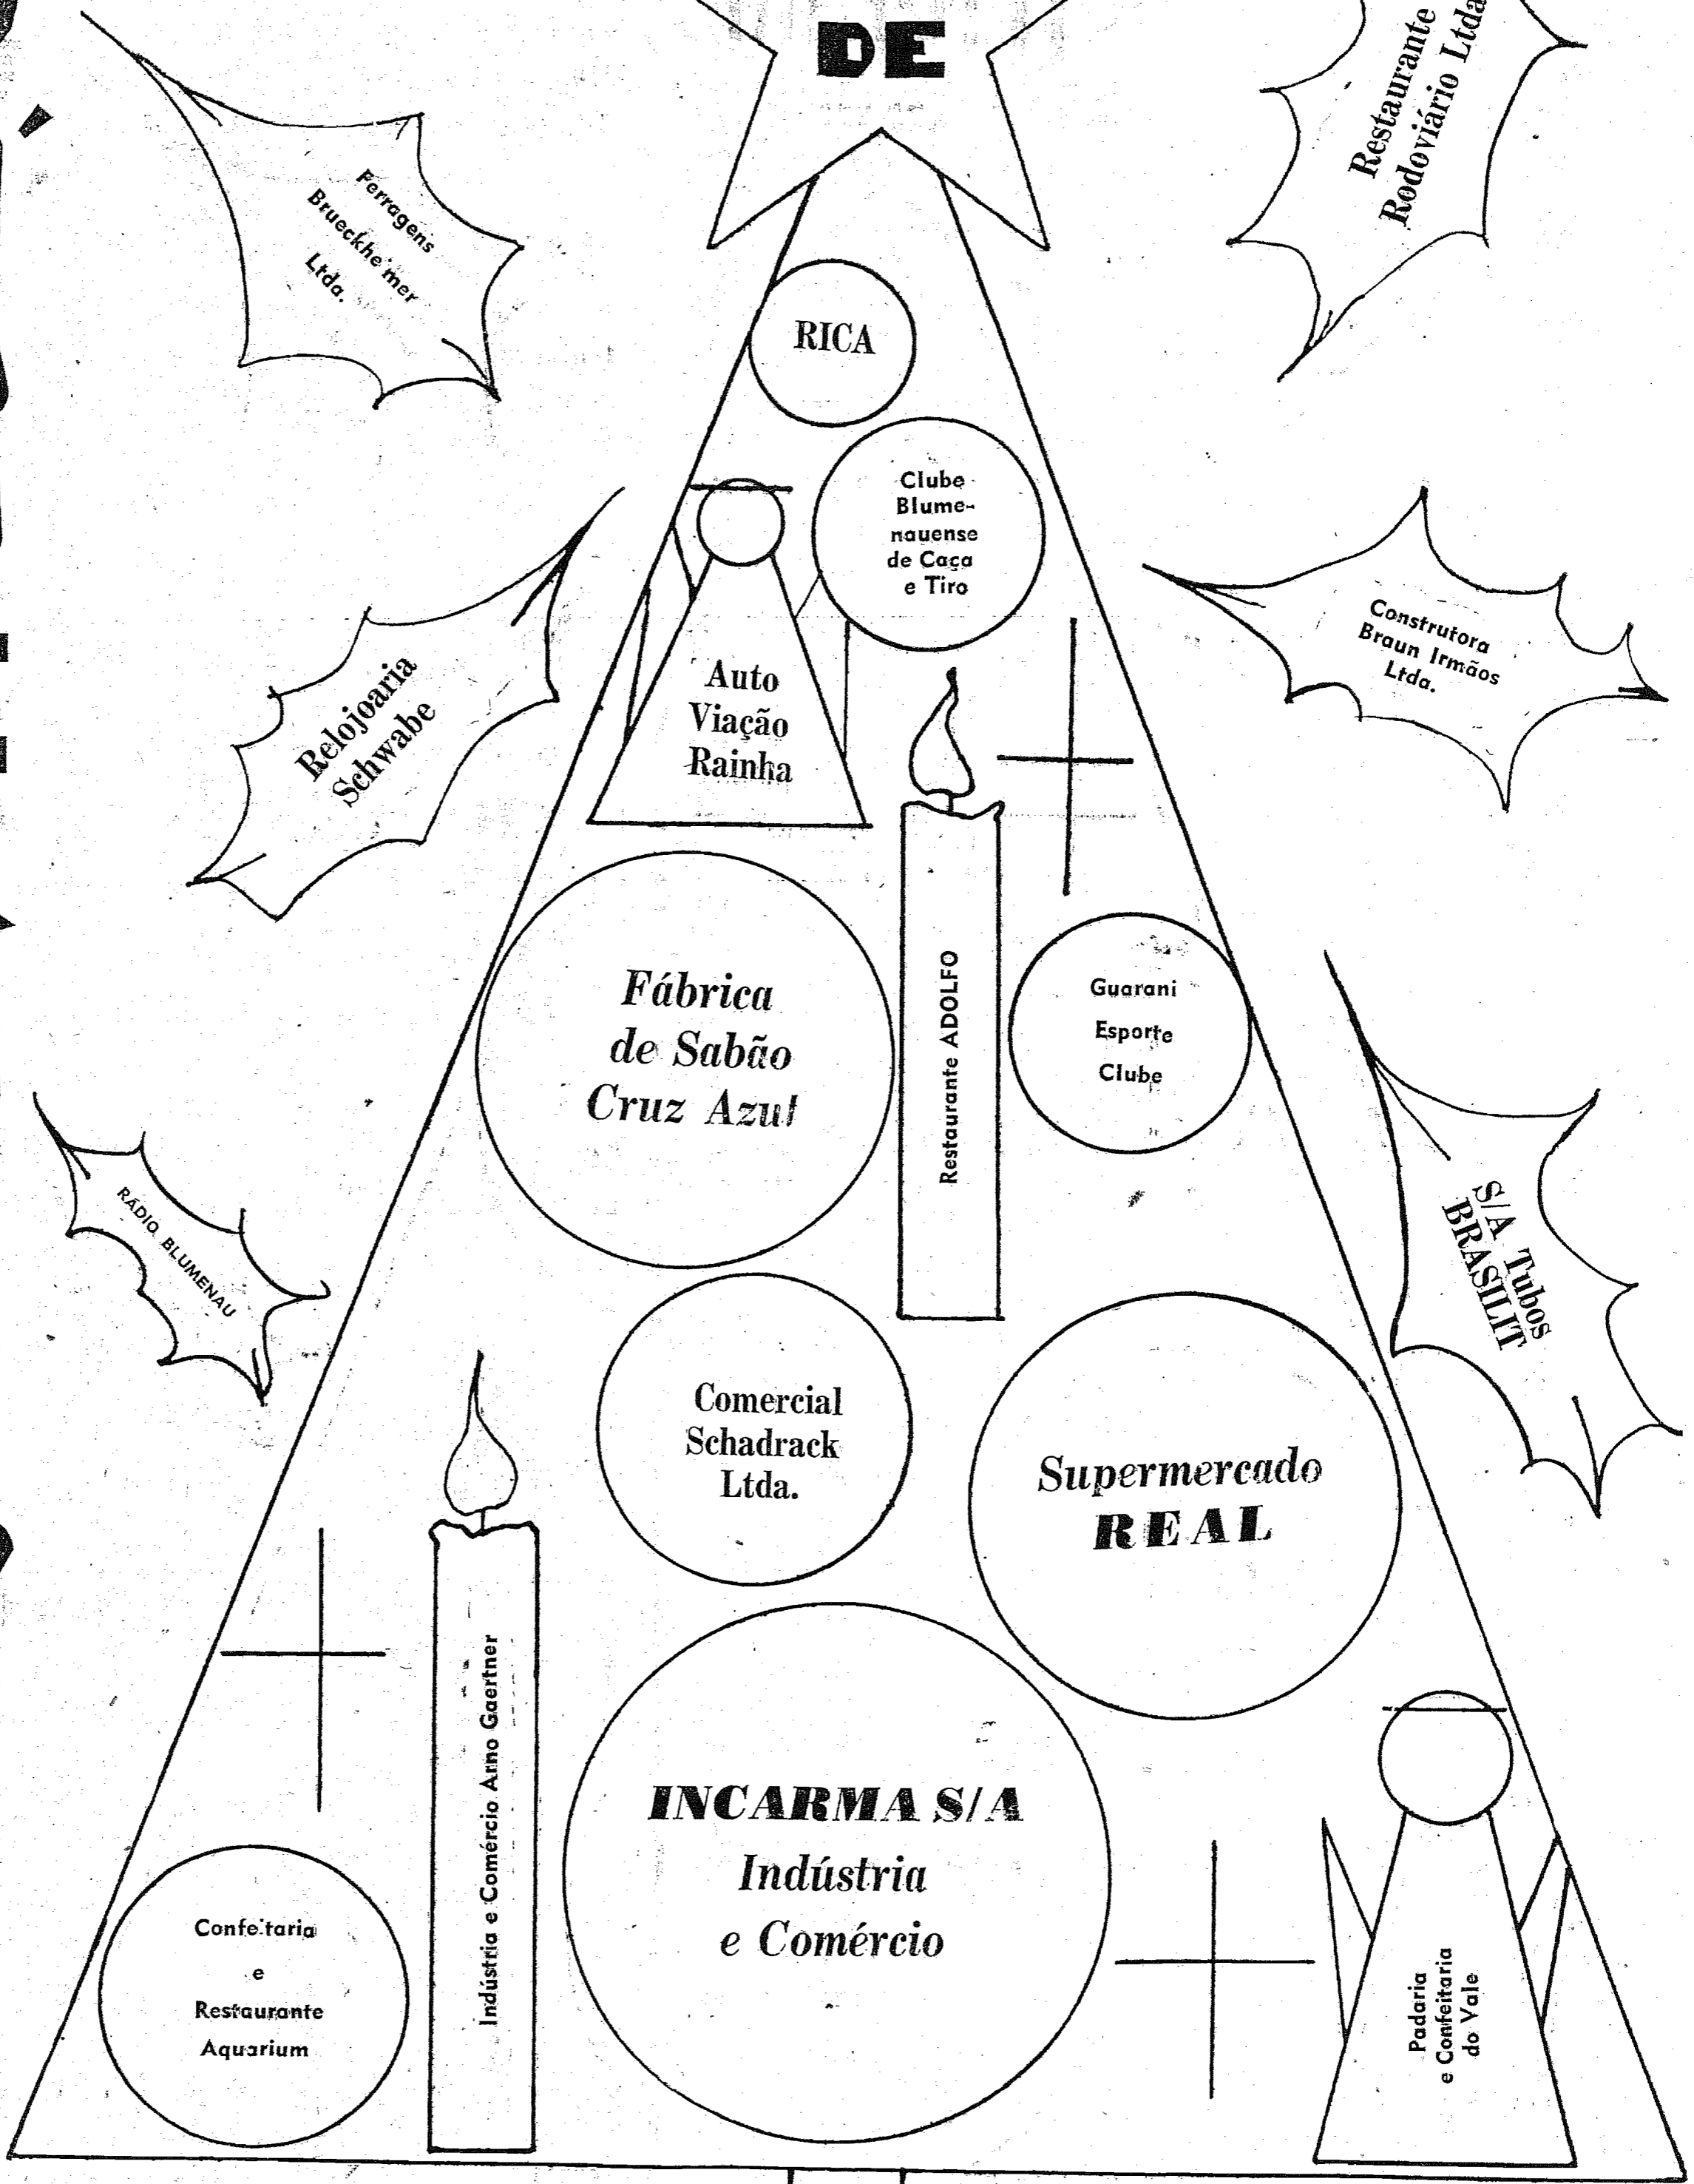 DE
Restaurante
Rodoviário Ltda
Ferragens
Brueckhe'mer
Ltda.
RICA
Clube
Blume-
nauense
de Caça
e Tiro
Construtora
Braun Irmãos
Ltda.
Relojoaria
Schwabe
Auto
Viação
Rainha
Fábrica
de Sabão
Cruz Azul
Restaurante ADOLFO
Guarani
Esporte
Clube
RÁDIO BLUMENAU
S/A Tubos
BRASILIT
Comercial
Schadrack
Ltda.
Supermercado
REAL
Indústria e Comércio Arno Gaertner
INCARMA S/A
Indústria
e Comércio
Confeitaria
e
Restaurante
Aquarium
Padaria
e Confeitaria
do Vale